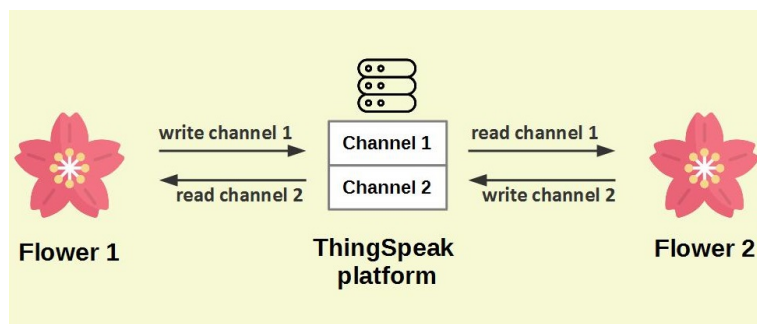 write channel 1
Channel 1
read channel 1
read channel 2
Channel 2
write channel 2
Flower 1
ThingSpeak
platform
Flower 2